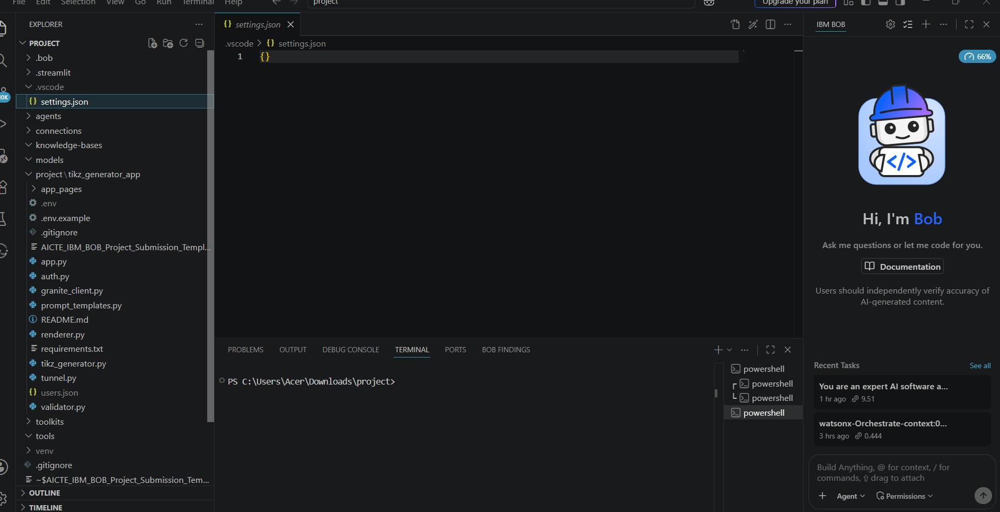 File Edit Selection View Go Run Terminal Help
project
Upgrade your plan
EXPLORER
PROJECT
.bob
.streamlit
.vscode
settings.json
agents
connections
knowledge-bases
models
project\tikz_generator_app
app_pages
.env
.env.example
.gitignore
AICTE_IBM_BOB_Project_Submission_Templ...
app.py
auth.py
granite_client.py
prompt_templates.py
README.md
renderer.py
requirements.txt
tikz_generator.py
tunnel.py
users.json
validator.py
toolkits
tools
venv
.gitignore
~$AICTE_IBM_BOB_Project_Submission_Tem...
OUTLINE
TIMELINE
10K
settings.json
.vscode > settings.json
1 {}
PROBLEMS OUTPUT DEBUG CONSOLE TERMINAL PORTS BOB FINDINGS
PS C:\Users\Acer\Downloads\project>
powershell
powershell
powershell
powershell
IBM BOB
66%
</>
Hi, I'm Bob
Ask me questions or let me code for you.
Documentation
Users should independently verify accuracy of
AI-generated content.
Recent Tasks See all
You are an expert AI software a...
1 hr ago 9.51
watsonx-Orchestrate-context:0...
3 hrs ago 0.444
Build Anything, @ for context, / for
commands, ⇧ drag to attach
Agent Permissions